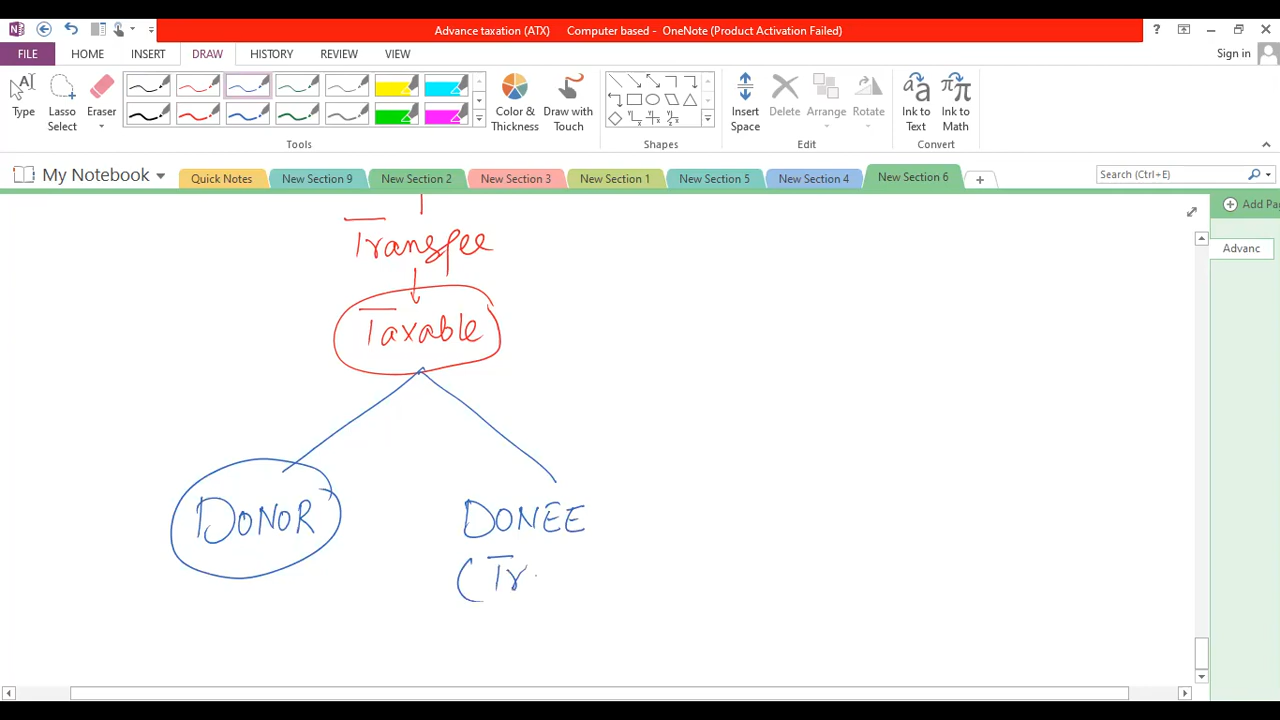 Advance taxation (ATX) Computer based - OneNote (Product Activation Failed)
?
FILE HOME INSERT DRAW HISTORY REVIEW VIEW
Sign in
Type
Lasso Select
Eraser
Color & Thickness
Draw with Touch
Insert Space
Delete
Arrange
Rotate
Ink to Text
Ink to Math
Tools Shapes Edit Convert
My Notebook Quick Notes New Section 9 New Section 2 New Section 3 New Section 1 New Section 5 New Section 4 New Section 6
Search (Ctrl+E)
Add Pag
Advanc
Transfee
Taxable
DONOR DONEE
(Tr